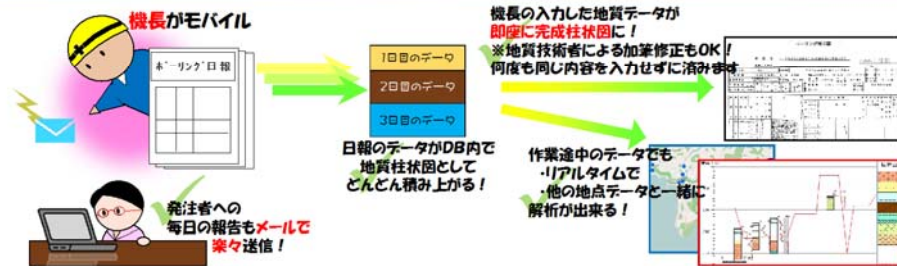 機長がモバイル
ボーリング日報
1日目のデータ
2日目のデータ
3日目のデータ
日報のデータがDB内で
地質柱状図として
どんどん積み上がる!
発注者への
毎日の報告もメールで
楽々送信!
機長の入力した地質データが
即座に完成柱状図に!
※地質技術者による加筆修正もOK!
何度も同じ内容を入力せずに済みます
作業途中のデータでも
・リアルタイムで
・他の地点データと一緒に
解析が出来る!